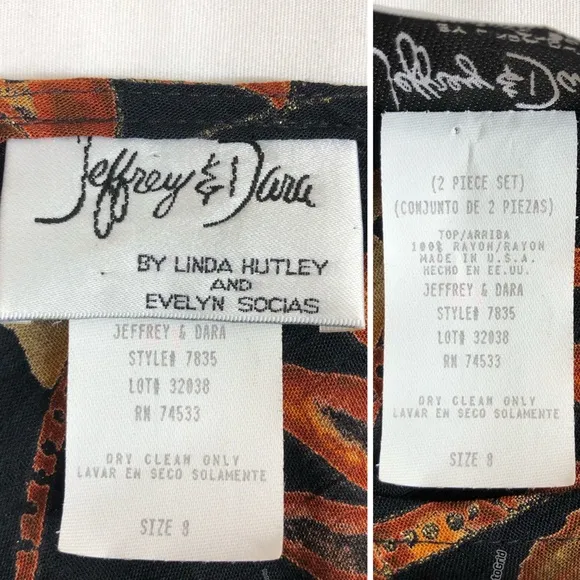 Jeffrey & Dara
BY LINDA HUTLEY
AND
EVELYN SOCIAS
JEFFREY & DARA
STYLE# 7835
LOT# 32038
RN 74533
DRY CLEAN ONLY
LAVAR EN SECO SOLAMENTE
SIZE 8
Jeffrey & Dara
(2 PIECE SET)
(CONJUNTO DE 2 PIEZAS)
TOP/ARRIBA
100% RAYON/RAYON
MADE IN U.S.A.
HECHO EN EE.UU.
JEFFREY & DARA
STYLE# 7835
LOT# 32038
RN 74533
DRY CLEAN ONLY
LAVAR EN SECO SOLAMENTE
SIZE 8